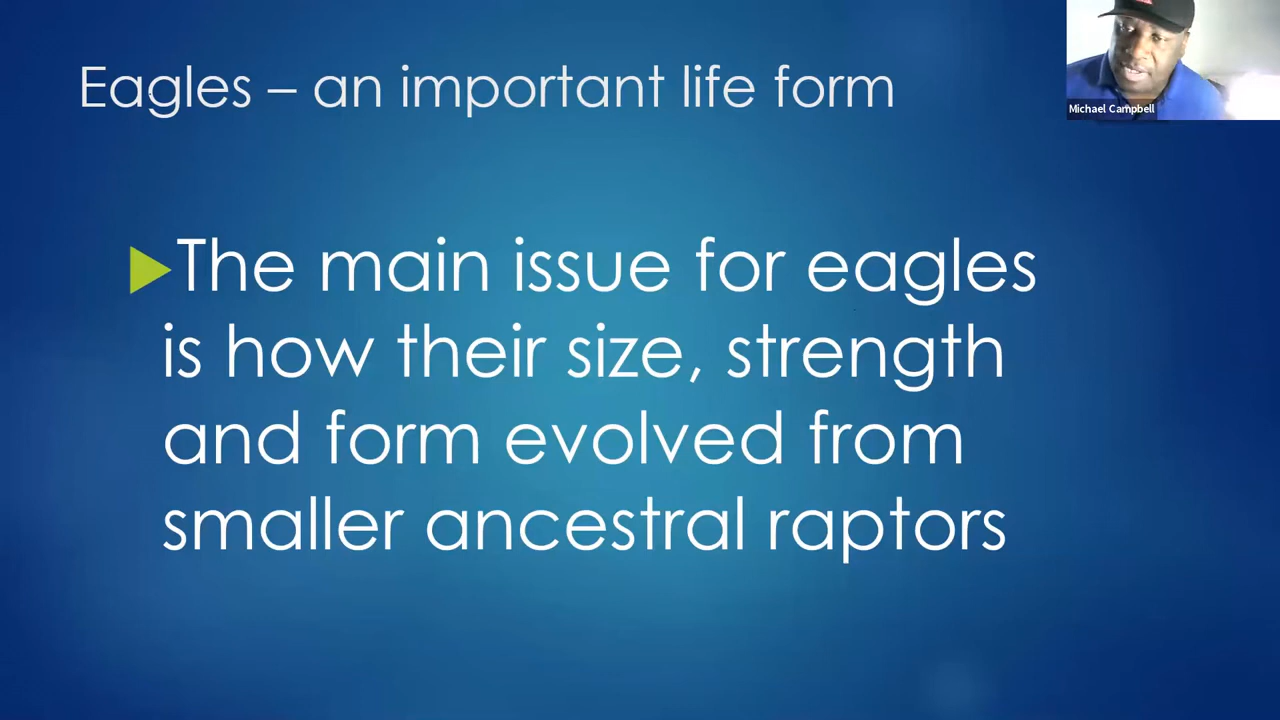 Eagles – an important life form
Michael Campbell
The main issue for eagles
is how their size, strength
and form evolved from
smaller ancestral raptors